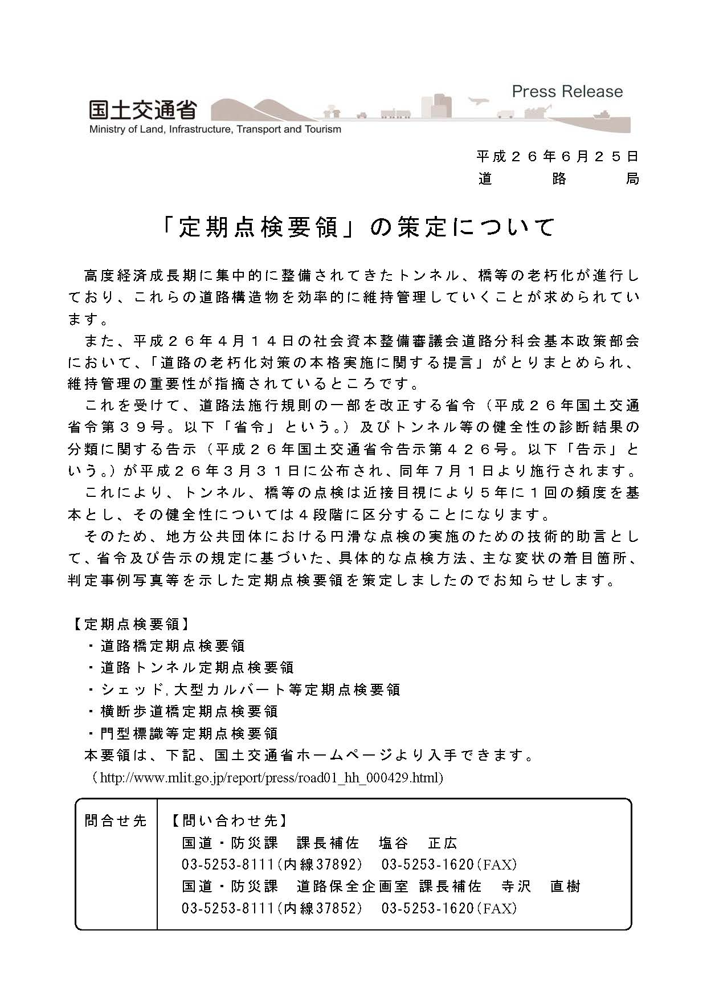 Press Release
国土交通省
Ministry of Land, Infrastructure, Transport and Tourism
平成２６年６月２５日
道路局
「定期点検要領」の策定について
高度経済成長期に集中的に整備されてきたトンネル、橋等の老朽化が進行し
ており、これらの道路構造物を効率的に維持管理していくことが求められてい
ます。
また、平成２６年４月１４日の社会資本整備審議会道路分科会基本政策部会
において、「道路の老朽化対策の本格実施に関する提言」がとりまとめられ、
維持管理の重要性が指摘されているところです。
これを受けて、道路法施行規則の一部を改正する省令（平成２６年国土交通
省令第３９号。以下「省令」という。）及びトンネル等の健全性の診断結果の
分類に関する告示（平成２６年国土交通省令告示第４２６号。以下「告示」と
いう。）が平成２６年３月３１日に公布され、同年７月１日より施行されます。
これにより、トンネル、橋等の点検は近接目視により５年に１回の頻度を基
本とし、その健全性については４段階に区分することになります。
そのため、地方公共団体における円滑な点検の実施のための技術的助言とし
て、省令及び告示の規定に基づいた、具体的な点検方法、主な変状の着目箇所、
判定事例写真等を示した定期点検要領を策定しましたのでお知らせします。
【定期点検要領】
・道路橋定期点検要領
・道路トンネル定期点検要領
・シェッド,大型カルバート等定期点検要領
・横断歩道橋定期点検要領
・門型標識等定期点検要領
本要領は、下記、国土交通省ホームページより入手できます。
（http://www.mlit.go.jp/report/press/road01_hh_000429.html)
問合せ先
【問い合わせ先】
国道・防災課　課長補佐　塩谷　正広
03-5253-8111(内線37892)　03-5253-1620(FAX)
国道・防災課　道路保全企画室 課長補佐　寺沢　直樹
03-5253-8111(内線37852)　03-5253-1620(FAX)